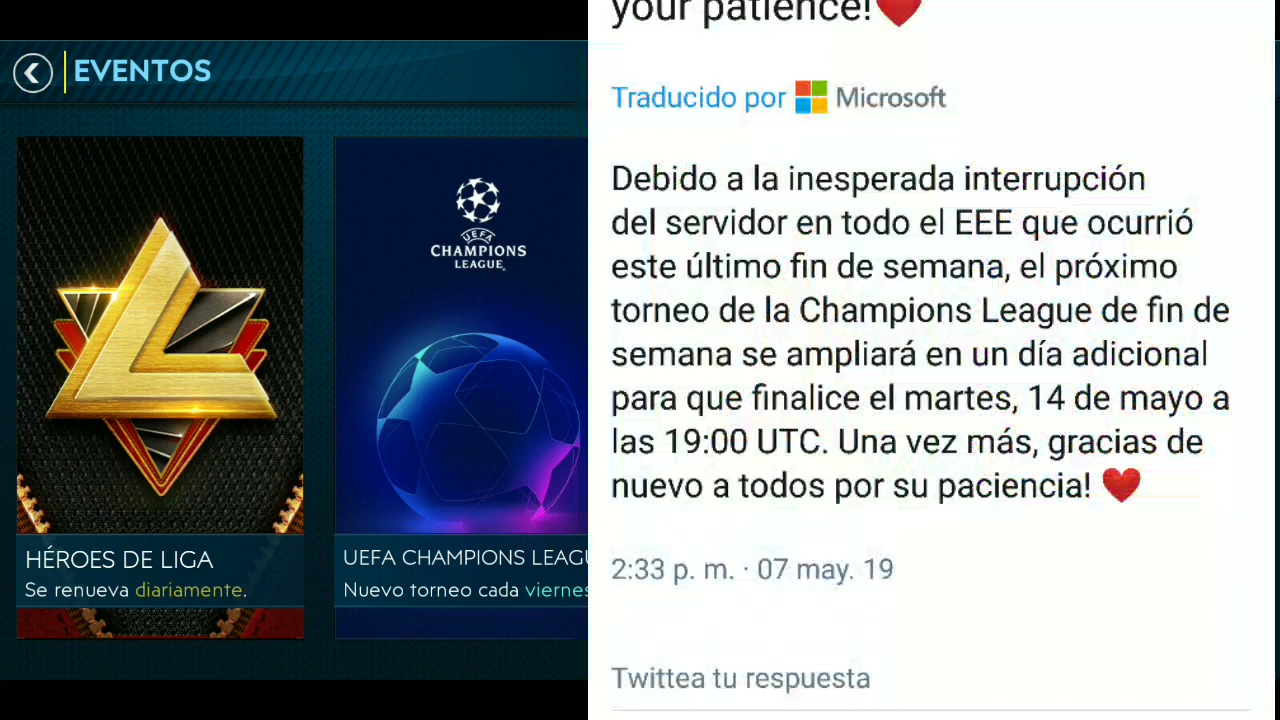 EVENTOS
UEFA
CHAMPIONS
LEAGUE
HÉROES DE LIGA
Se renueva diariamente.
UEFA CHAMPIONS LEAGU
Nuevo torneo cada viernes
your patience!❤️
Traducido por Microsoft
Debido a la inesperada interrupción
del servidor en todo el EEE que ocurrió
este último fin de semana, el próximo
torneo de la Champions League de fin de
semana se ampliará en un día adicional
para que finalice el martes, 14 de mayo a
las 19:00 UTC. Una vez más, gracias de
nuevo a todos por su paciencia! ❤️
2:33 p. m. · 07 may. 19
Twittea tu respuesta